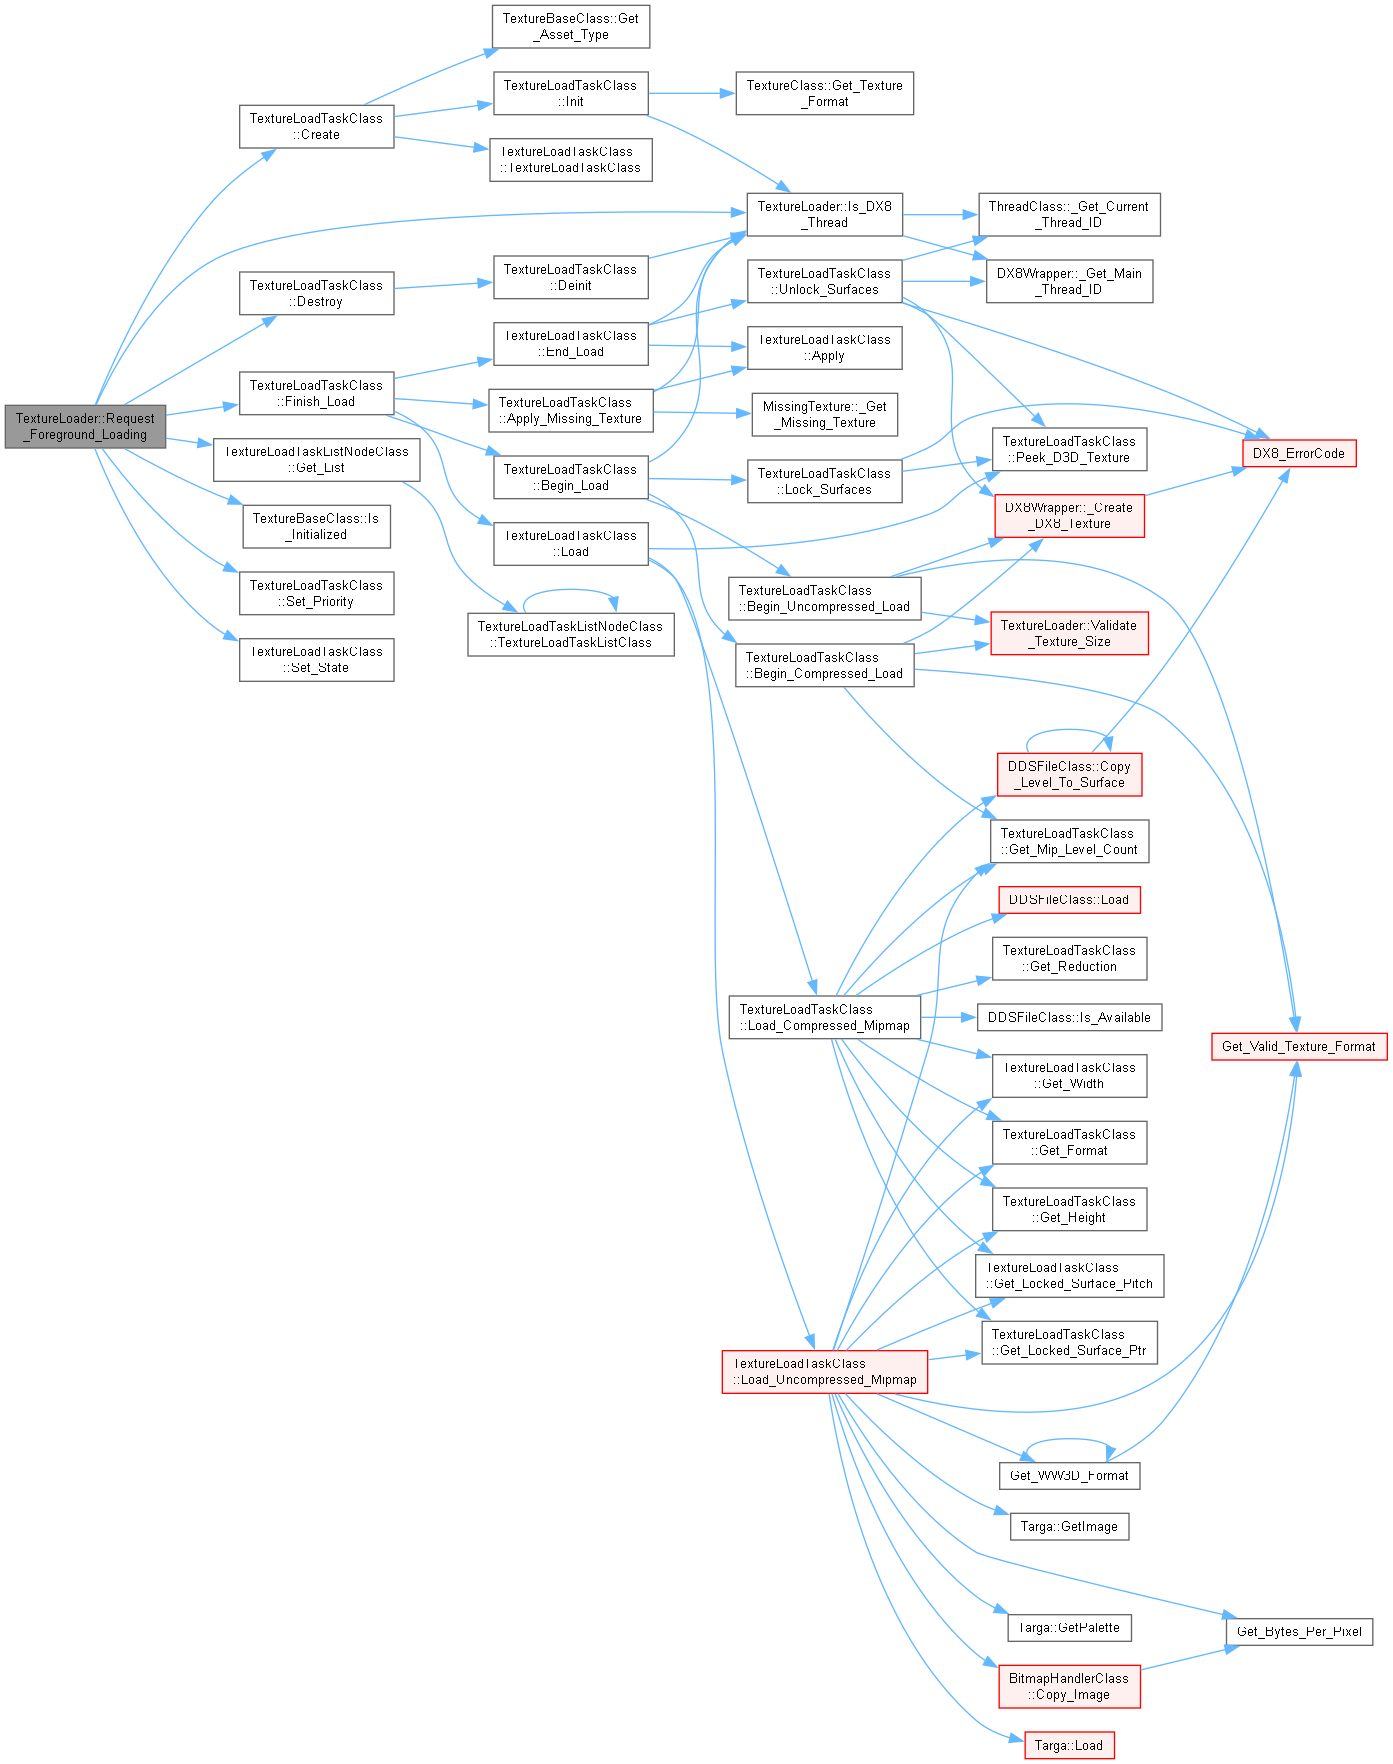 TextureBaseClass::Get
_Asset_Type
TextureLoadTaskClass
::Init
TextureClass::Get_Texture
_Format
TextureLoadTaskClass
::Create
TextureLoadTaskClass
::TextureLoadTaskClass
TextureLoader::Is_DX8
_Thread
ThreadClass::_Get_Current
_Thread_ID
TextureLoadTaskClass
::Destroy
TextureLoadTaskClass
::Deinit
TextureLoadTaskClass
::Unlock_Surfaces
DX8Wrapper::_Get_Main
_Thread_ID
TextureLoadTaskClass
::End_Load
TextureLoadTaskClass
::Apply
TextureLoadTaskClass
::Finish_Load
TextureLoadTaskClass
::Apply_Missing_Texture
MissingTexture::_Get
_Missing_Texture
TextureLoader::Request
_Foreground_Loading
TextureLoadTaskListNodeClass
::Get_List
TextureLoadTaskClass
::Begin_Load
TextureLoadTaskClass
::Lock_Surfaces
TextureLoadTaskClass
::Peek_D3D_Texture
DX8_ErrorCode
TextureBaseClass::Is
_Initialized
TextureLoadTaskClass
::Load
DX8Wrapper::_Create
_DX8_Texture
TextureLoadTaskClass
::Set_Priority
TextureLoadTaskClass
::Begin_Uncompressed_Load
TextureLoadTaskListNodeClass
::TextureLoadTaskListClass
TextureLoader::Validate
_Texture_Size
TextureLoadTaskClass
::Set_State
TextureLoadTaskClass
::Begin_Compressed_Load
DDSFileClass::Copy
_Level_To_Surface
TextureLoadTaskClass
::Get_Mip_Level_Count
DDSFileClass::Load
TextureLoadTaskClass
::Get_Reduction
TextureLoadTaskClass
::Load_Compressed_Mipmap
DDSFileClass::Is_Available
Get_Valid_Texture_Format
TextureLoadTaskClass
::Get_Width
TextureLoadTaskClass
::Get_Format
TextureLoadTaskClass
::Get_Height
TextureLoadTaskClass
::Get_Locked_Surface_Pitch
TextureLoadTaskClass
::Get_Locked_Surface_Ptr
TextureLoadTaskClass
::Load_Uncompressed_Mipmap
Get_WW3D_Format
Targa::GetImage
Targa::GetPalette
Get_Bytes_Per_Pixel
BitmapHandlerClass
::Copy_Image
Targa::Load